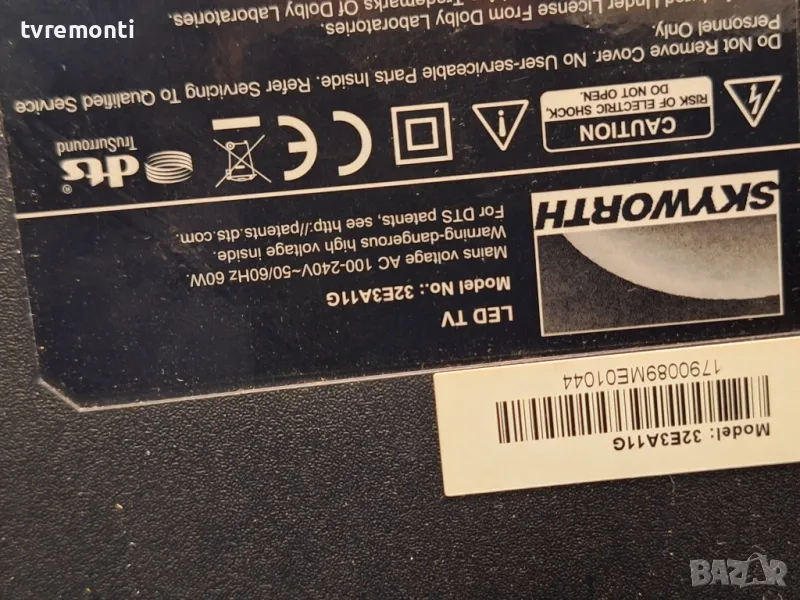 tvremonti
SKYWORTH
LED TV
Model No.: 32E3A11G
Mains voltage AC 100-240V~50/60Hz 60W.
Warning-dangerous high voltage inside.
For DTS patents, see http://patents.dts.com.
CAUTION
RISK OF ELECTRIC SHOCK,
DO NOT OPEN.
CE
dts®
TruSurround
Do Not Remove Cover. No User-serviceable Parts Inside. Refer Servicing To Qualified Service
Personnel Only.
Under License From Dolby Laboratories.
Trademarks Of Dolby Laboratories.
Model: 32E3A11G
1790089ME01044
BAZAR